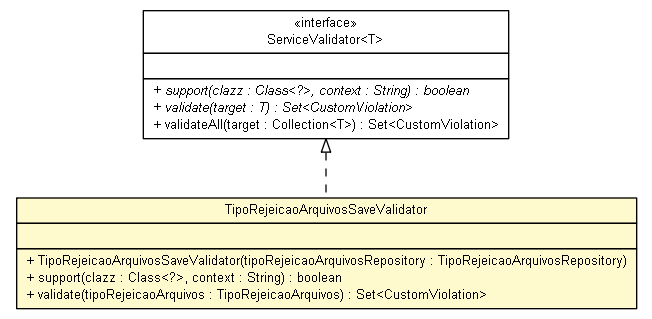 «interface»
ServiceValidator<T>
+ support(clazz : Class<?>, context : String) : boolean
+ validate(target : T) : Set<CustomViolation>
+ validateAll(target : Collection<T>) : Set<CustomViolation>
TipoRejeicaoArquivosSaveValidator
+ TipoRejeicaoArquivosSaveValidator(tipoRejeicaoArquivosRepository : TipoRejeicaoArquivosRepository)
+ support(clazz : Class<?>, context : String) : boolean
+ validate(tipoRejeicaoArquivos : TipoRejeicaoArquivos) : Set<CustomViolation>